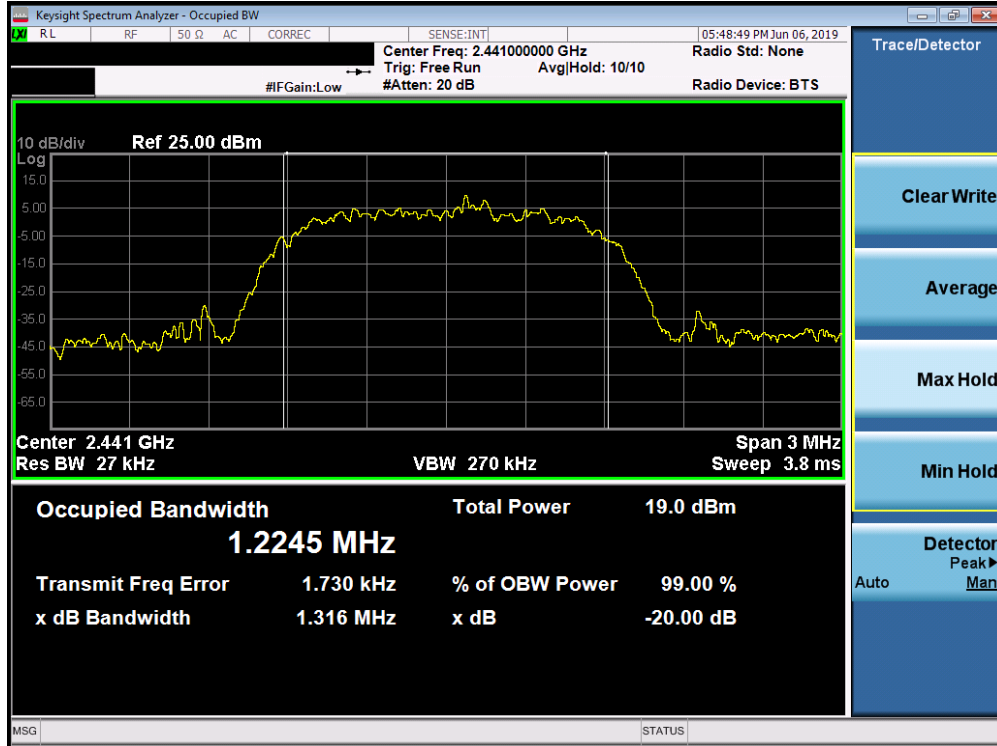 Keysight Spectrum Analyzer - Occupied BW
LXI RL RF 50 Ω AC CORREC SENSE:INT 05:48:49 PM Jun 06, 2019
Center Freq: 2.441000000 GHz Radio Std: None
Trig: Free Run Avg|Hold: 10/10
#IFGain:Low #Atten: 20 dB Radio Device: BTS
Trace/Detector
10 dB/div Ref 25.00 dBm
Log
15.0
5.00
-5.00
-15.0
-25.0
-35.0
-45.0
-55.0
-65.0
Center 2.441 GHz Span 3 MHz
Res BW 27 kHz VBW 270 kHz Sweep 3.8 ms
Occupied Bandwidth Total Power 19.0 dBm
1.2245 MHz
Transmit Freq Error 1.730 kHz % of OBW Power 99.00 %
x dB Bandwidth 1.316 MHz x dB -20.00 dB
Clear Write
Average
Max Hold
Min Hold
Detector
Peak▶
Auto Man
MSG STATUS